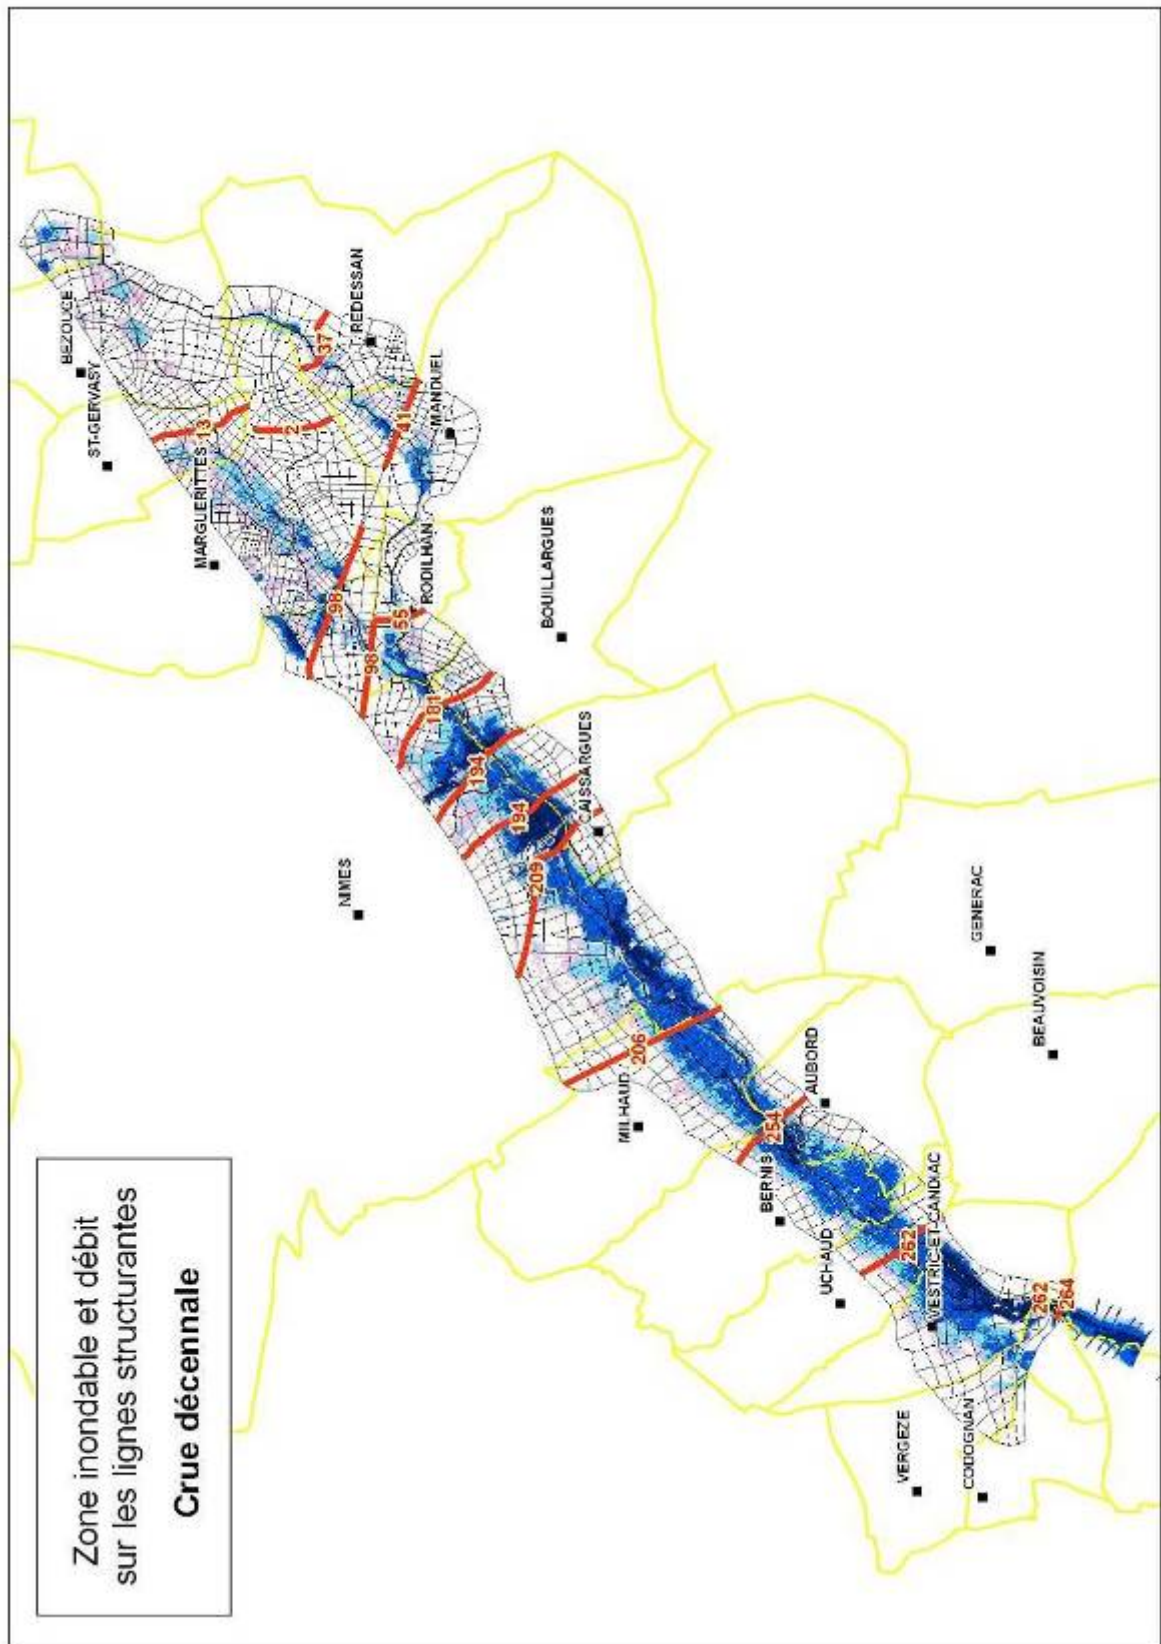 Zone inondable et débit
sur les lignes structurantes
Crue décennale
BEZOUCE
ST-GERVASY
MARGUERITTES
REDESSAN
MANDUEL
RODILHAN
BOUILLARGUES
NIMES
CAISSARGUES
MILHAUD
GENERAC
BEAUVOISIN
AUBORD
BERNIS
UCHAUD
VESTRIC-ET-CANDIAC
VERGEZE
CODOGNAN
13
2
37
41
98
98
55
181
194
194
209
206
254
262
262
264